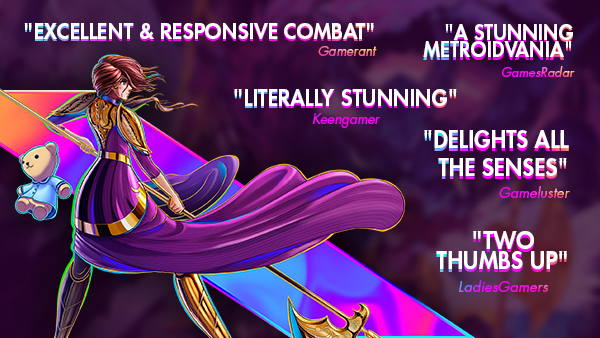 "EXCELLENT & RESPONSIVE COMBAT"
Gamerant
"A STUNNING
METROIDVANIA"
GamesRadar
"LITERALLY STUNNING"
Keengamer
"DELIGHTS ALL
THE SENSES"
Gameluster
"TWO
THUMBS UP"
LadiesGamers